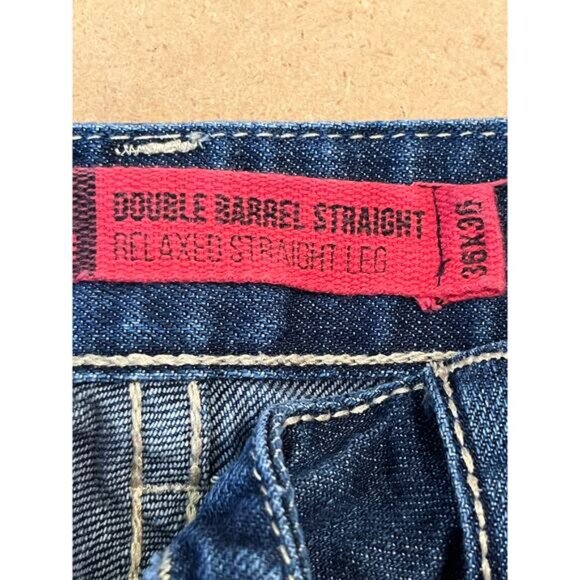 DOUBLE BARREL STRAIGHT
RELAXED STRAIGHT LEG
36X36